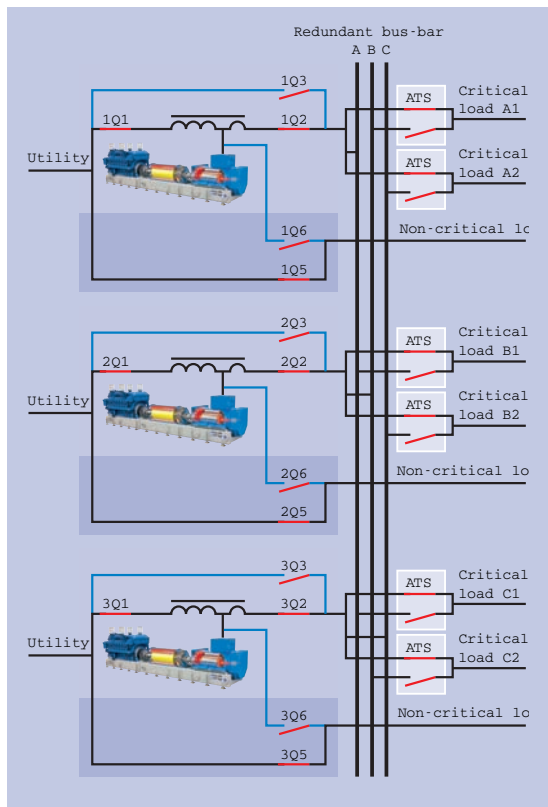 Redundant bus-bar
A B C
1Q3
ATS
Critical
load A1
1Q1
1Q2
Utility
ATS
Critical
load A2
1Q6
Non-critical lo
1Q5
2Q3
ATS
Critical
load B1
2Q1
2Q2
Utility
ATS
Critical
load B2
2Q6
Non-critical lo
2Q5
3Q3
ATS
Critical
load C1
3Q1
3Q2
Utility
ATS
Critical
load C2
3Q6
Non-critical lo
3Q5